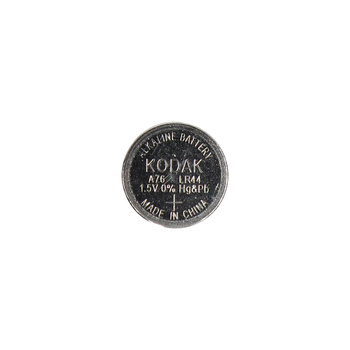 ALKALINE BATTERY
KODAK
A76 LR44
1.5V 0% Hg&Pb
+
MADE IN CHINA